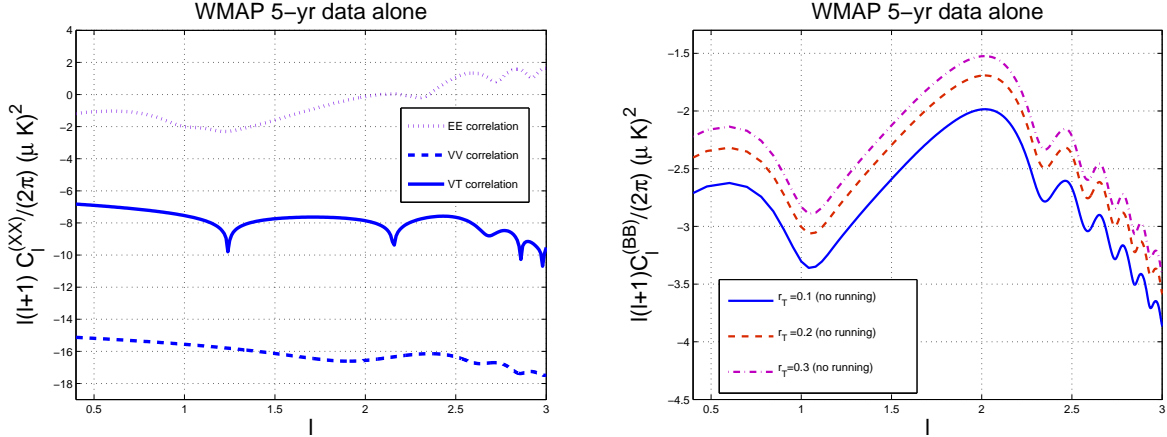 WMAP 5-yr data alone
l(l+1) C_l^(XX)/(2π) (μ K)^2
4
2
0
−2
−4
−6
−8
−10
−12
−14
−16
−18
EE correlation
VV correlation
VT correlation
0.5
1
1.5
2
2.5
3
l
WMAP 5-yr data alone
l(l+1)C_l^(BB)/(2π) (μ K)^2
−1.5
−2
−2.5
−3
−3.5
−4
−4.5
r_T=0.1 (no running)
r_T=0.2 (no running)
r_T=0.3 (no running)
0.5
1
1.5
2
2.5
3
l